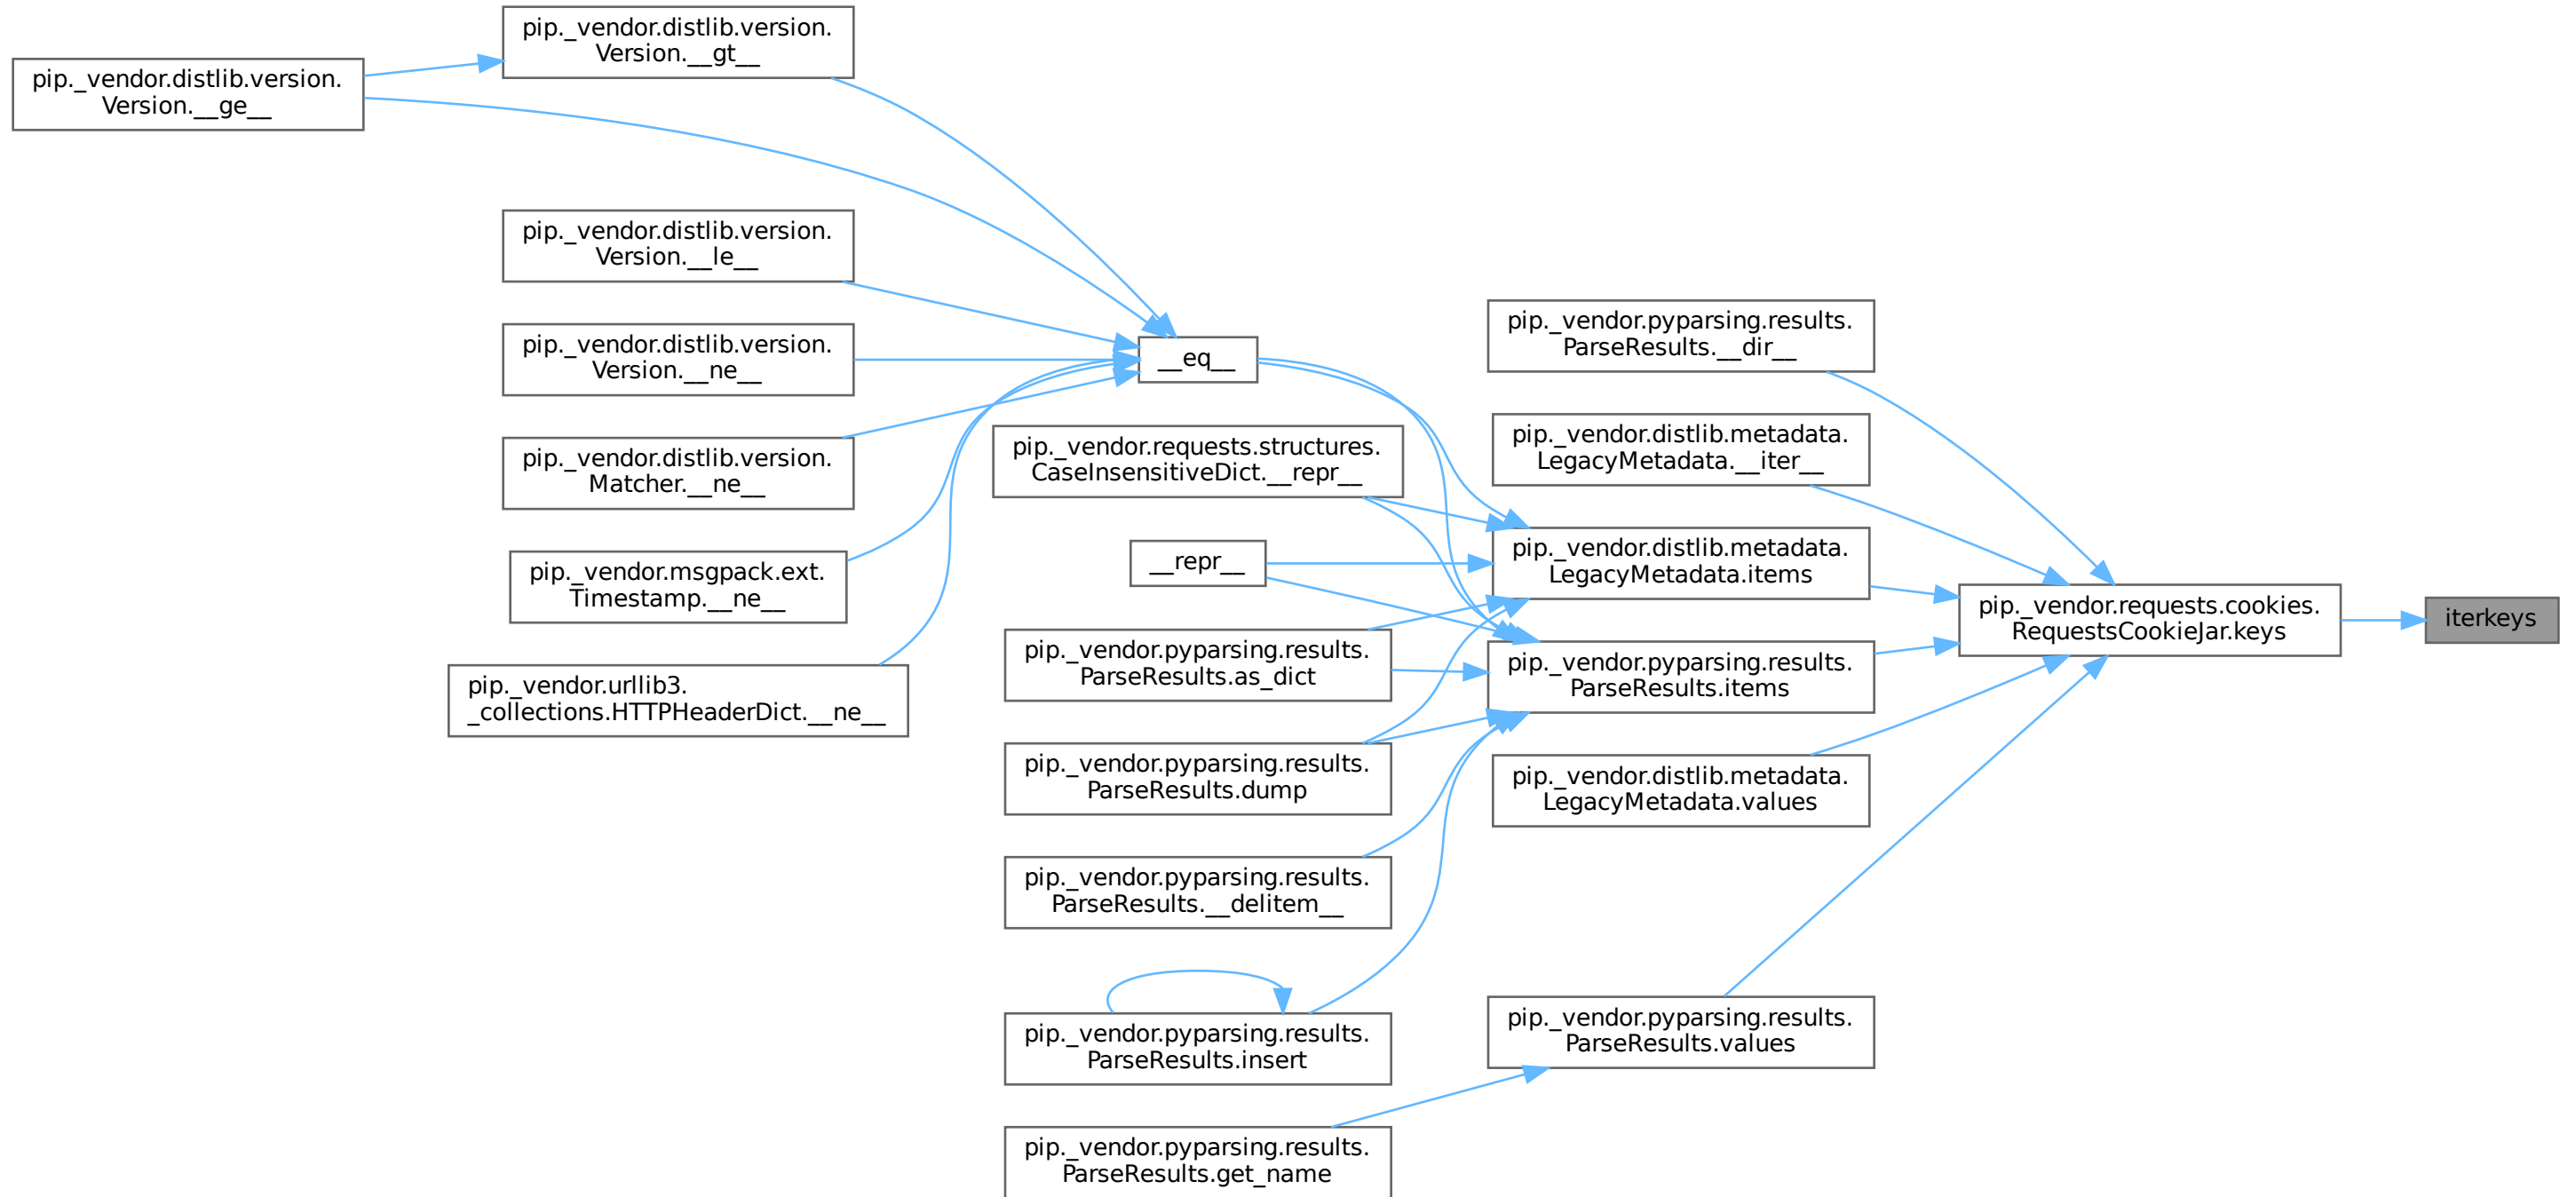 pip._vendor.distlib.version.
Version.__gt__
pip._vendor.distlib.version.
Version.__ge__
pip._vendor.distlib.version.
Version.__le__
pip._vendor.distlib.version.
Version.__ne__
pip._vendor.distlib.version.
Matcher.__ne__
pip._vendor.msgpack.ext.
Timestamp.__ne__
pip._vendor.urllib3.
_collections.HTTPHeaderDict.__ne__
__eq__
pip._vendor.requests.structures.
CaseInsensitiveDict.__repr__
__repr__
pip._vendor.pyparsing.results.
ParseResults.as_dict
pip._vendor.pyparsing.results.
ParseResults.dump
pip._vendor.pyparsing.results.
ParseResults.__delitem__
pip._vendor.pyparsing.results.
ParseResults.insert
pip._vendor.pyparsing.results.
ParseResults.get_name
pip._vendor.pyparsing.results.
ParseResults.__dir__
pip._vendor.distlib.metadata.
LegacyMetadata.__iter__
pip._vendor.distlib.metadata.
LegacyMetadata.items
pip._vendor.pyparsing.results.
ParseResults.items
pip._vendor.distlib.metadata.
LegacyMetadata.values
pip._vendor.pyparsing.results.
ParseResults.values
pip._vendor.requests.cookies.
RequestsCookieJar.keys
iterkeys